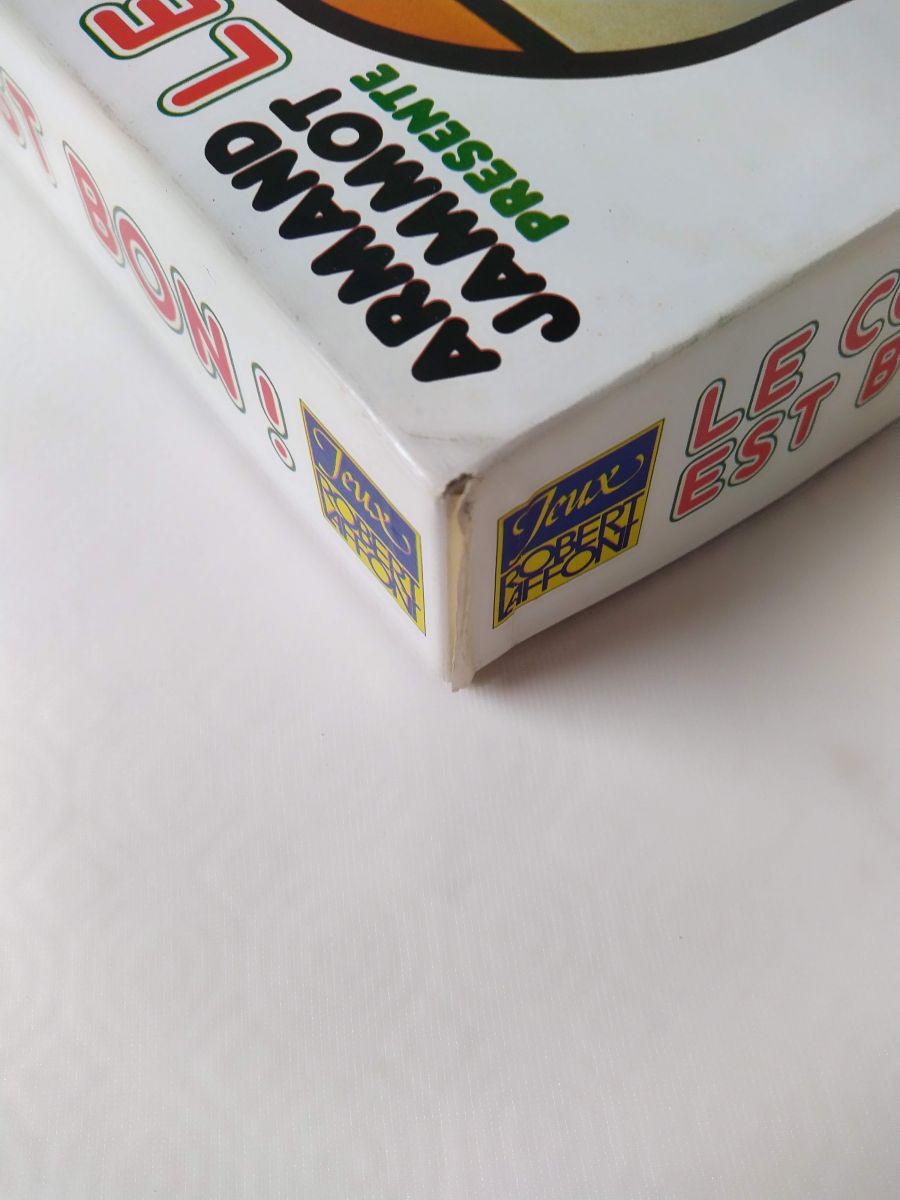 ARMAND
JAMMOT
PRESENTE
LE
BON !
Jeux
ROBERT
LAFFONT
Jeux
ROBERT
LAFFONT
LE
EST